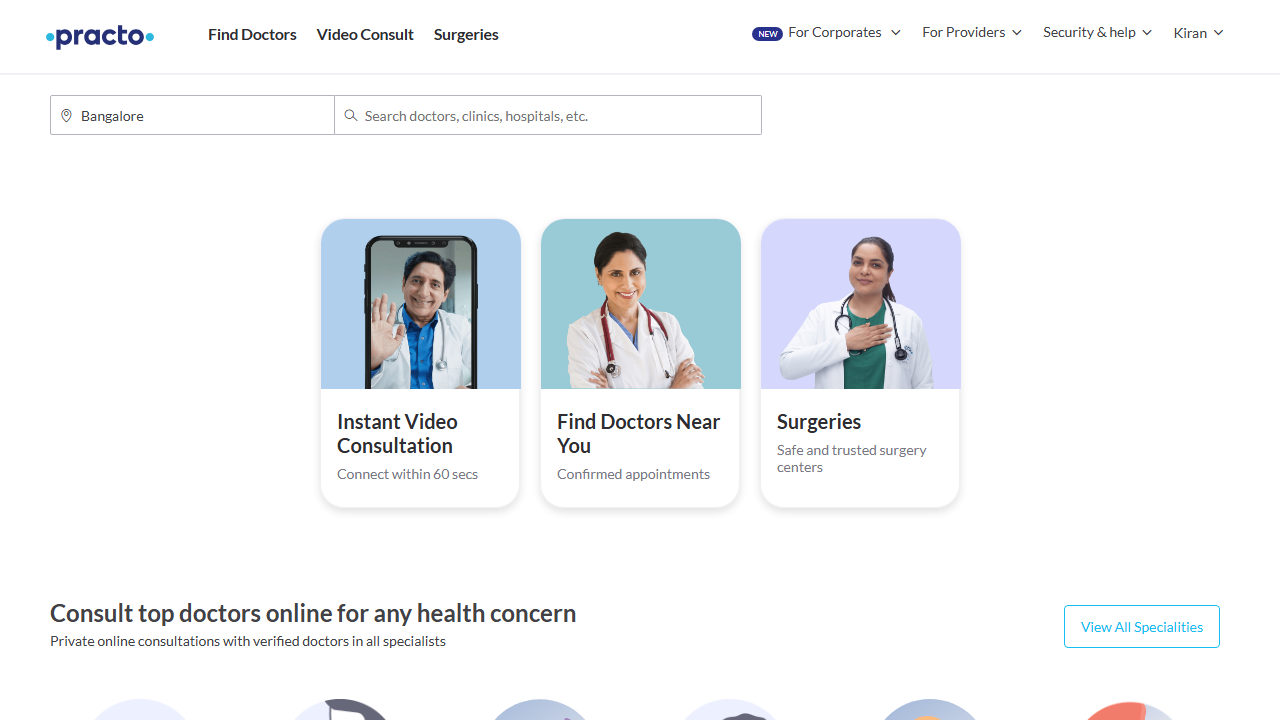 practo
Find Doctors Video Consult Surgeries
NEW For Corporates For Providers Security & help Kiran
Bangalore Search doctors, clinics, hospitals, etc.
Instant Video
Consultation
Connect within 60 secs
Find Doctors Near
You
Confirmed appointments
Surgeries
Safe and trusted surgery
centers
Consult top doctors online for any health concern
Private online consultations with verified doctors in all specialists
View All Specialities